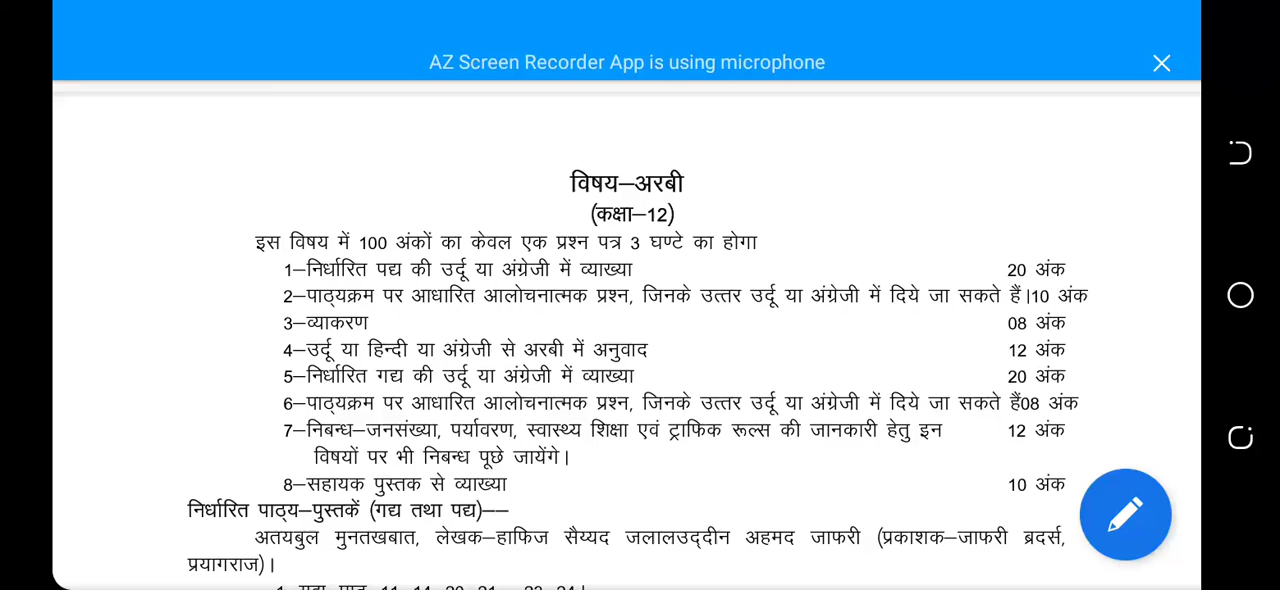 AZ Screen Recorder App is using microphone
विषय–अरबी
(कक्षा–12)
इस विषय में 100 अंकों का केवल एक प्रश्न पत्र 3 घण्टे का होगा
1–निर्धारित पद्य की उर्दू या अंग्रेजी में व्याख्या 20 अंक
2–पाठ्यक्रम पर आधारित आलोचनात्मक प्रश्न, जिनके उत्तर उर्दू या अंग्रेजी में दिये जा सकते हैं।10 अंक
3–व्याकरण 08 अंक
4–उर्दू या हिन्दी या अंग्रेजी से अरबी में अनुवाद 12 अंक
5–निर्धारित गद्य की उर्दू या अंग्रेजी में व्याख्या 20 अंक
6–पाठ्यक्रम पर आधारित आलोचनात्मक प्रश्न, जिनके उत्तर उर्दू या अंग्रेजी में दिये जा सकते हैं08 अंक
7–निबन्ध–जनसंख्या, पर्यावरण, स्वास्थ्य शिक्षा एवं ट्राफिक रूल्स की जानकारी हेतु इन 12 अंक
विषयों पर भी निबन्ध पूछे जायेंगे।
8–सहायक पुस्तक से व्याख्या 10 अंक
निर्धारित पाठ्य–पुस्तकें (गद्य तथा पद्य)––
अतयबुल मुनतखबात, लेखक–हाफिज सैय्यद जलालउद्दीन अहमद जाफरी (प्रकाशक–जाफरी ब्रदर्स,
प्रयागराज)।